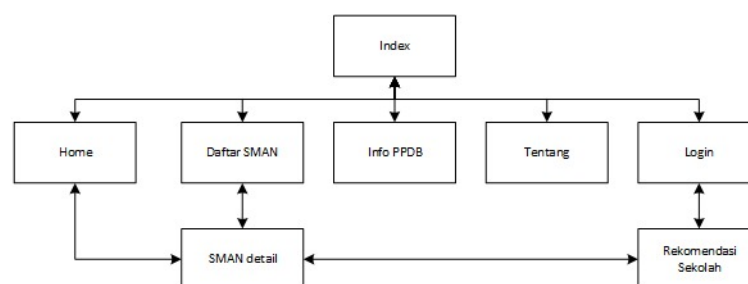 Index
Home
Daftar SMAN
Info PPDB
Tentang
Login
SMAN detail
Rekomendasi
Sekolah